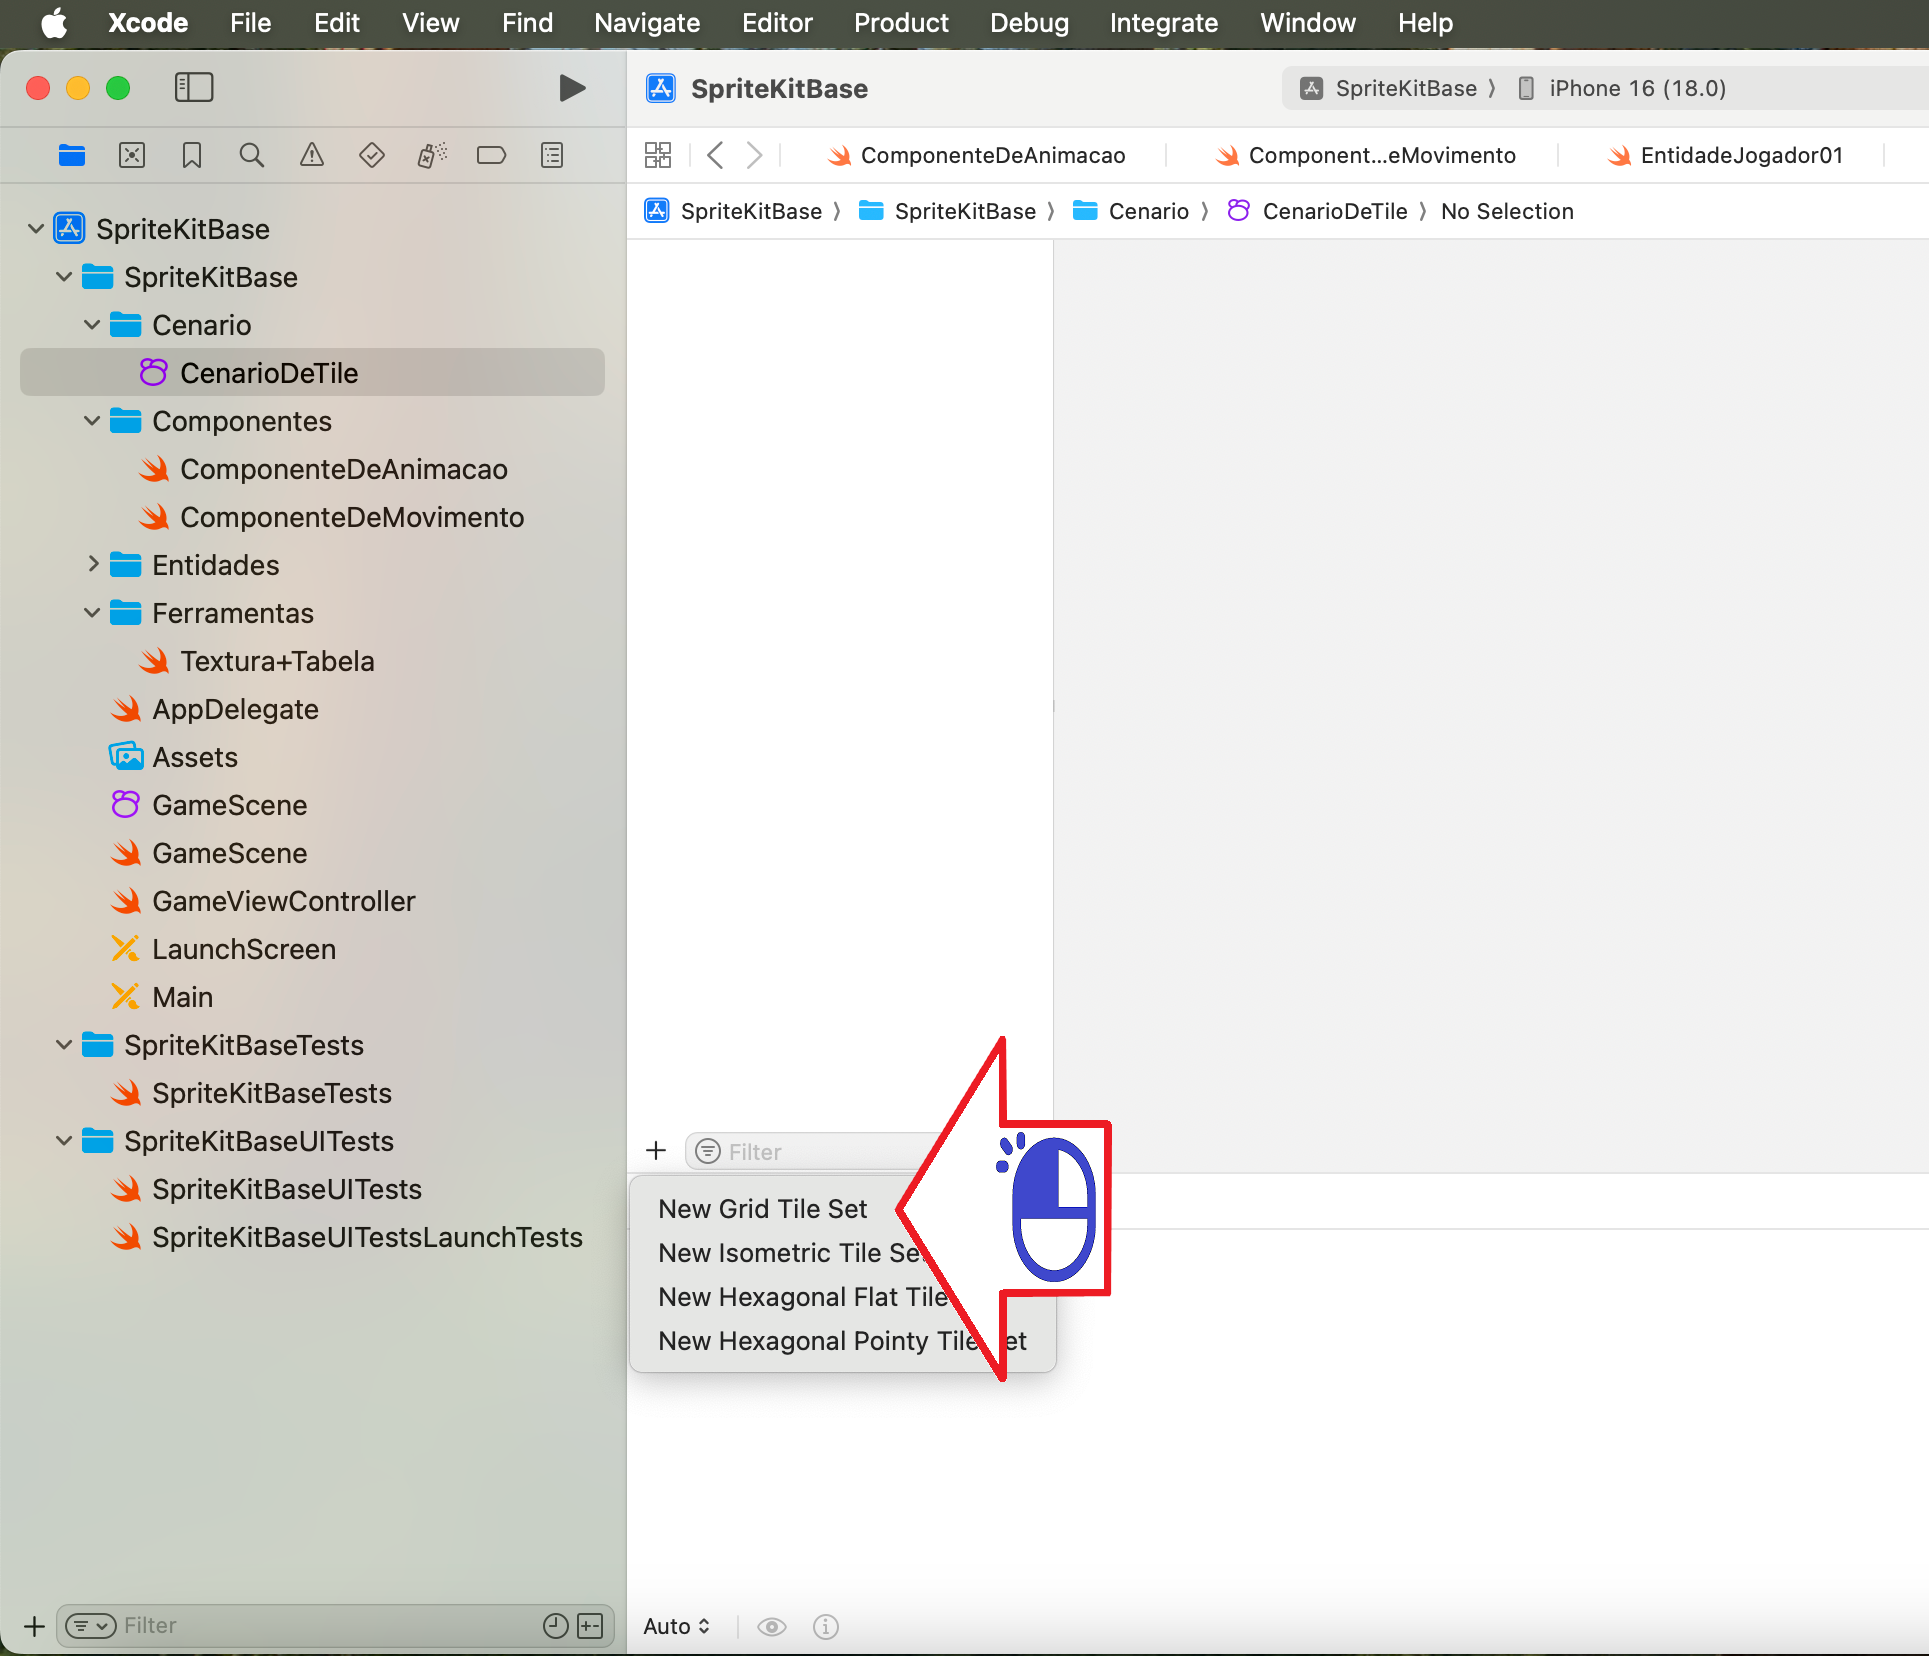 Xcode File Edit View Find Navigate Editor Product Debug Integrate Window Help
SpriteKitBase
SpriteKitBase 〉 iPhone 16 (18.0)
ComponenteDeAnimacao
Component...eMovimento
EntidadeJogador01
SpriteKitBase 〉 SpriteKitBase 〉 Cenario 〉 CenarioDeTile 〉 No Selection
SpriteKitBase
SpriteKitBase
Cenario
CenarioDeTile
Componentes
ComponenteDeAnimacao
ComponenteDeMovimento
Entidades
Ferramentas
Textura+Tabela
AppDelegate
Assets
GameScene
GameScene
GameViewController
LaunchScreen
Main
SpriteKitBaseTests
SpriteKitBaseTests
SpriteKitBaseUITests
SpriteKitBaseUITests
SpriteKitBaseUITestsLaunchTests
Filter
Filter
New Grid Tile Set
New Isometric Tile Se
New Hexagonal Flat Tile
New Hexagonal Pointy Tile et
Auto